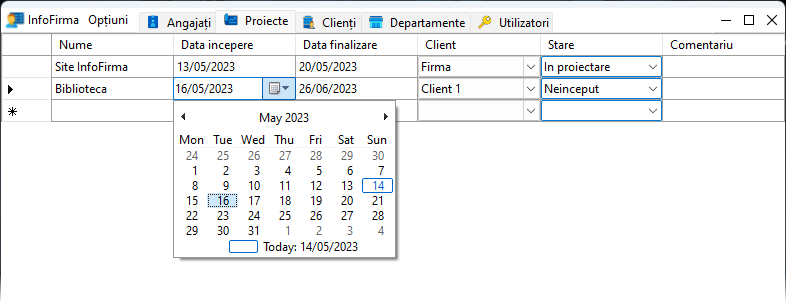 InfoFirma Opțiuni Angajați Proiecte Clienți Departamente Utilizatori
Nume Data incepere Data finalizare Client Stare Comentariu
Site InfoFirma 13/05/2023 20/05/2023 Firma In proiectare
Biblioteca 16/05/2023 26/06/2023 Client 1 Neinceput
May 2023
Mon Tue Wed Thu Fri Sat Sun
24 25 26 27 28 29 30
1 2 3 4 5 6 7
8 9 10 11 12 13 14
15 16 17 18 19 20 21
22 23 24 25 26 27 28
29 30 31 1 2 3 4
Today: 14/05/2023